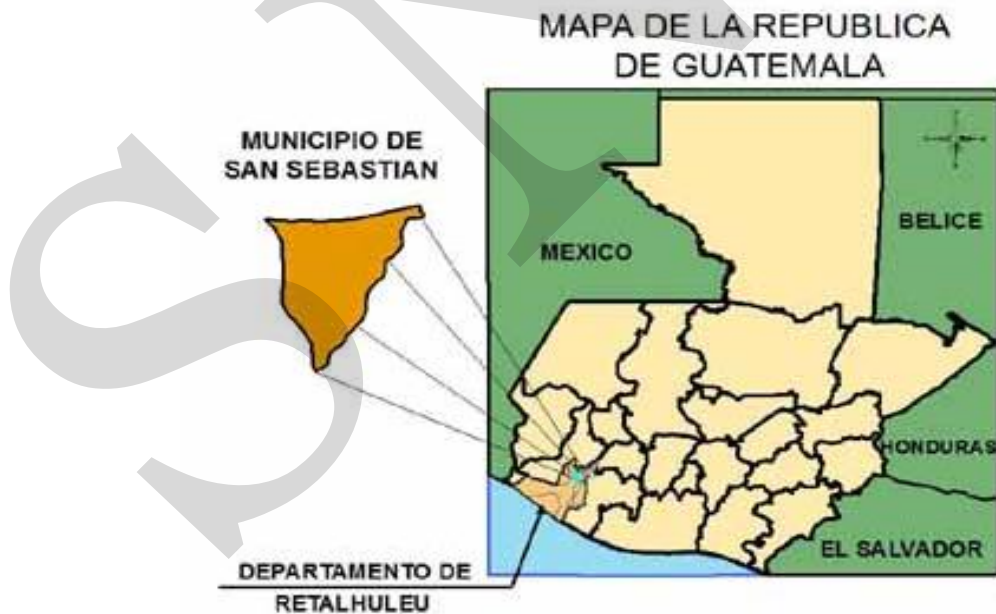 MAPA DE LA REPUBLICA
DE GUATEMALA
MUNICIPIO DE
SAN SEBASTIAN
BELICE
MEXICO
HONDURAS
EL SALVADOR
DEPARTAMENTO DE
RETALHULEU